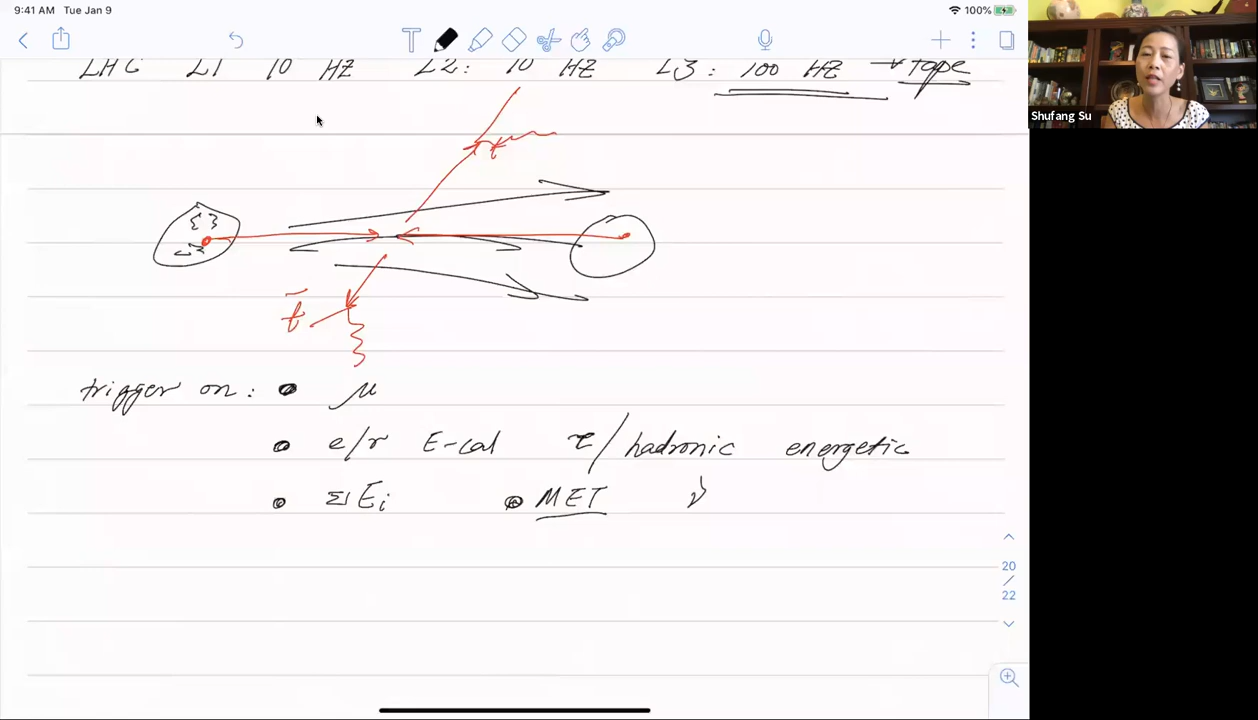 9:41 AM Tue Jan 9
100%
LHC L1 10 HZ L2: 10 HZ L3: 100 HZ → tape
Shufang Su
{ }
t
t̄
trigger on: • μ
• e/r E-cal τ/hadronic energetic
• Σ Ei • MET ν
20
/
22